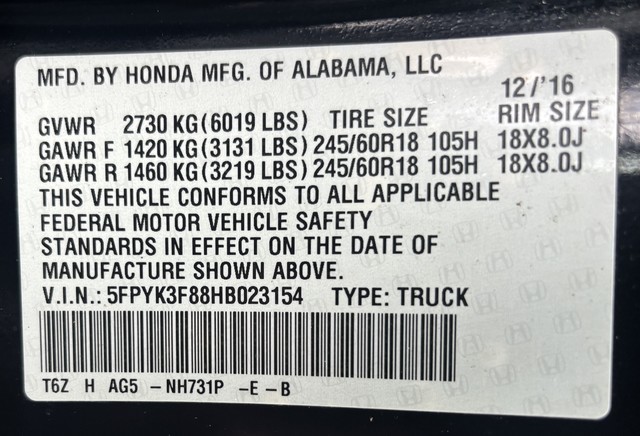 MFD. BY HONDA MFG. OF ALABAMA, LLC
12/'16
GVWR 2730 KG(6019 LBS) TIRE SIZE RIM SIZE
GAWR F 1420 KG(3131 LBS) 245/60R18 105H 18X8.0J
GAWR R 1460 KG(3219 LBS) 245/60R18 105H 18X8.0J
THIS VEHICLE CONFORMS TO ALL APPLICABLE
FEDERAL MOTOR VEHICLE SAFETY
STANDARDS IN EFFECT ON THE DATE OF
MANUFACTURE SHOWN ABOVE.
V.I.N.: 5FPYK3F88HB023154 TYPE: TRUCK
T6Z H AG5 - NH731P - E - B